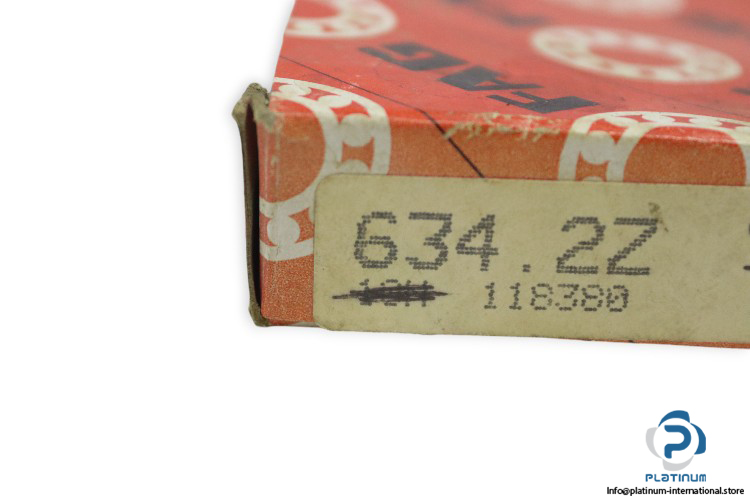 FAG
634.2Z
118380
PLATINUM
Info@platinum-international.store